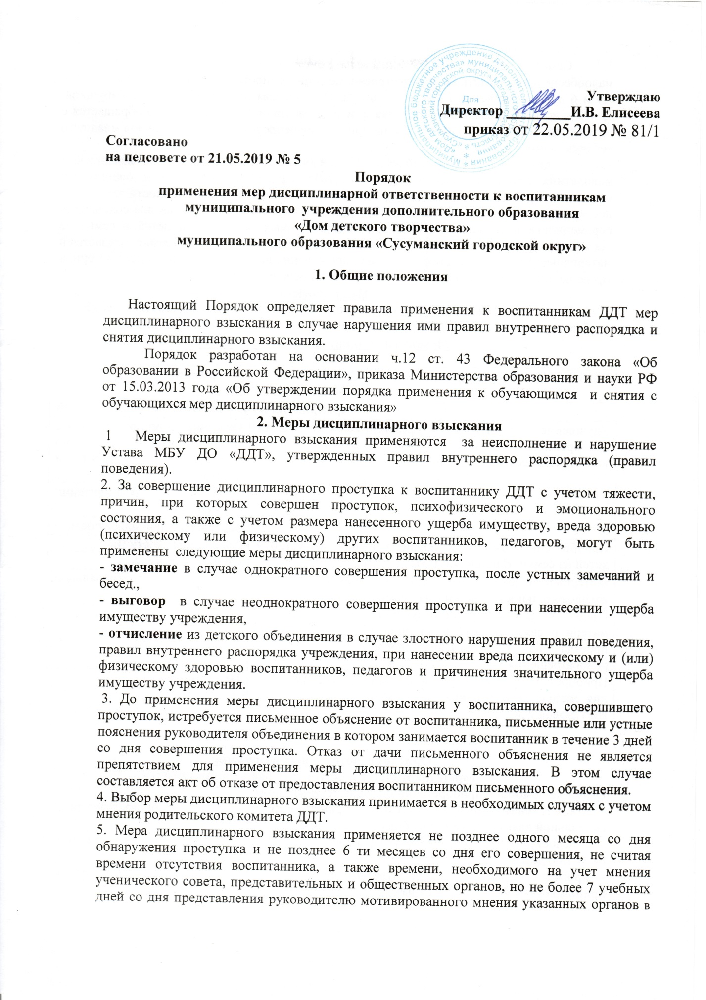 Утверждаю
Директор _________И.В. Елисеева
приказ от 22.05.2019 № 81/1
Муниципальное бюджетное учреждение дополнительного образования
«Дом детского творчества» муниципального образования
«Сусуманский городской округ» Магаданская область
Для
Согласовано
на педсовете от 21.05.2019 № 5
Порядок
применения мер дисциплинарной ответственности к воспитанникам
муниципального учреждения дополнительного образования
«Дом детского творчества»
муниципального образования «Сусуманский городской округ»
1. Общие положения
Настоящий Порядок определяет правила применения к воспитанникам ДДТ мер
дисциплинарного взыскания в случае нарушения ими правил внутреннего распорядка и
снятия дисциплинарного взыскания.
Порядок разработан на основании ч.12 ст. 43 Федерального закона «Об
образовании в Российской Федерации», приказа Министерства образования и науки РФ
от 15.03.2013 года «Об утверждении порядка применения к обучающимся и снятия с
обучающихся мер дисциплинарного взыскания»
2. Меры дисциплинарного взыскания
1 Меры дисциплинарного взыскания применяются за неисполнение и нарушение
Устава МБУ ДО «ДДТ», утвержденных правил внутреннего распорядка (правил
поведения).
2. За совершение дисциплинарного проступка к воспитаннику ДДТ с учетом тяжести,
причин, при которых совершен проступок, психофизического и эмоционального
состояния, а также с учетом размера нанесенного ущерба имуществу, вреда здоровью
(психическому или физическому) других воспитанников, педагогов, могут быть
применены следующие меры дисциплинарного взыскания:
- замечание в случае однократного совершения проступка, после устных замечаний и
бесед.,
- выговор в случае неоднократного совершения проступка и при нанесении ущерба
имуществу учреждения,
- отчисление из детского объединения в случае злостного нарушения правил поведения,
правил внутреннего распорядка учреждения, при нанесении вреда психическому и (или)
физическому здоровью воспитанников, педагогов и причинения значительного ущерба
имуществу учреждения.
3. До применения меры дисциплинарного взыскания у воспитанника, совершившего
проступок, истребуется письменное объяснение от воспитанника, письменные или устные
пояснения руководителя объединения в котором занимается воспитанник в течение 3 дней
со дня совершения проступка. Отказ от дачи письменного объяснения не является
препятствием для применения меры дисциплинарного взыскания. В этом случае
составляется акт об отказе от предоставления воспитанником письменного объяснения.
4. Выбор меры дисциплинарного взыскания принимается в необходимых случаях с учетом
мнения родительского комитета ДДТ.
5. Мера дисциплинарного взыскания применяется не позднее одного месяца со дня
обнаружения проступка и не позднее 6 ти месяцев со дня его совершения, не считая
времени отсутствия воспитанника, а также времени, необходимого на учет мнения
ученического совета, представительных и общественных органов, но не более 7 учебных
дней со дня представления руководителю мотивированного мнения указанных органов в